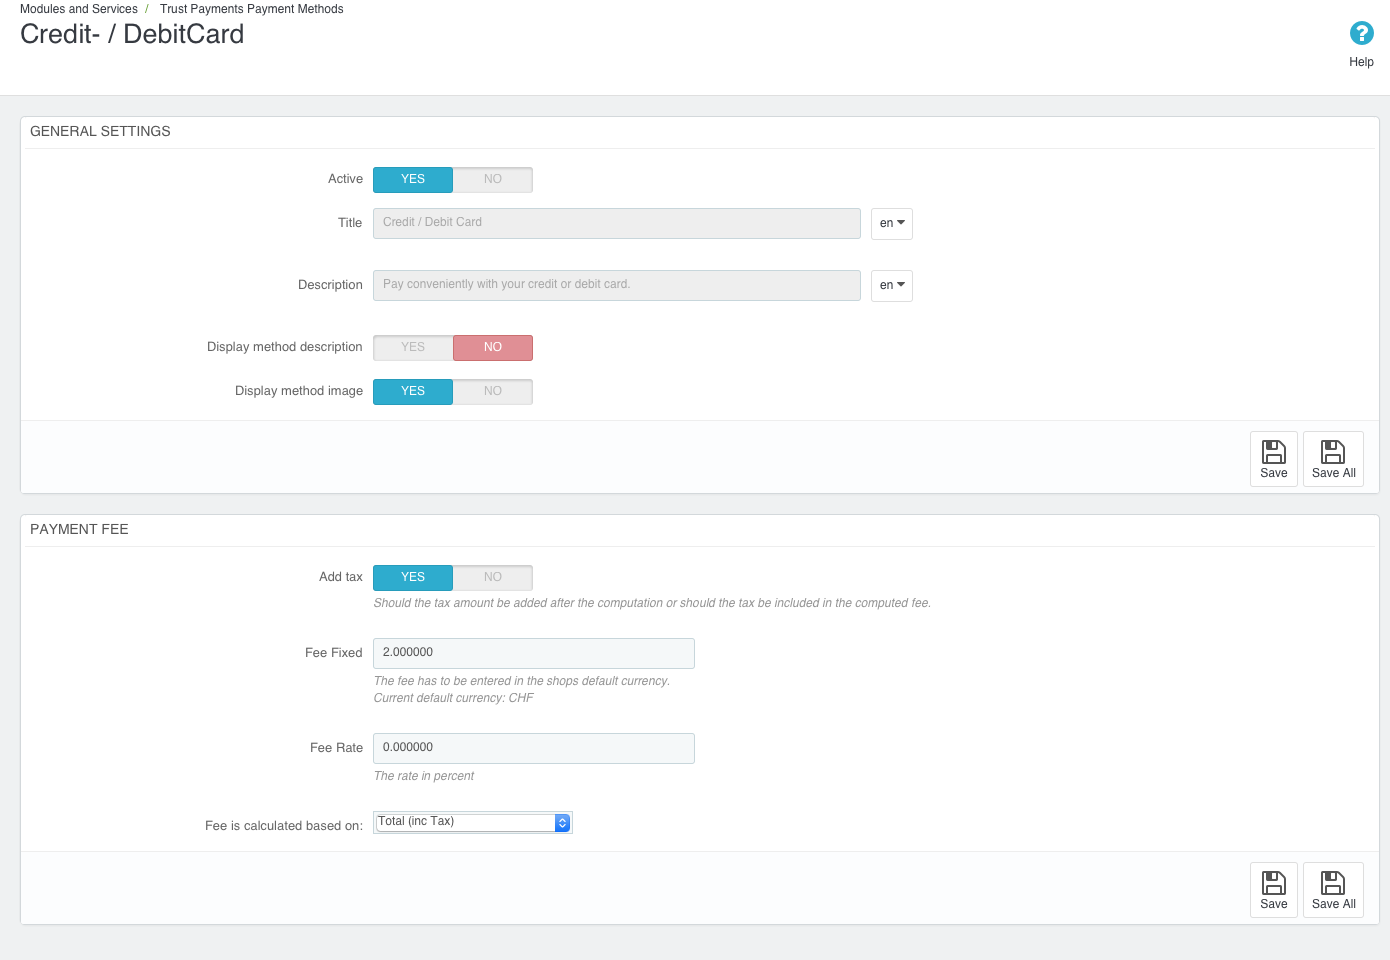 Modules and Services / Trust Payments Payment Methods
Credit- / DebitCard
?
Help
GENERAL SETTINGS
Active YES NO
Title Credit / Debit Card en
Description Pay conveniently with your credit or debit card. en
Display method description YES NO
Display method image YES NO
Save Save All
PAYMENT FEE
Add tax YES NO
Should the tax amount be added after the computation or should the tax be included in the computed fee.
Fee Fixed 2.000000
The fee has to be entered in the shops default currency.
Current default currency: CHF
Fee Rate 0.000000
The rate in percent
Fee is calculated based on: Total (inc Tax)
Save Save All